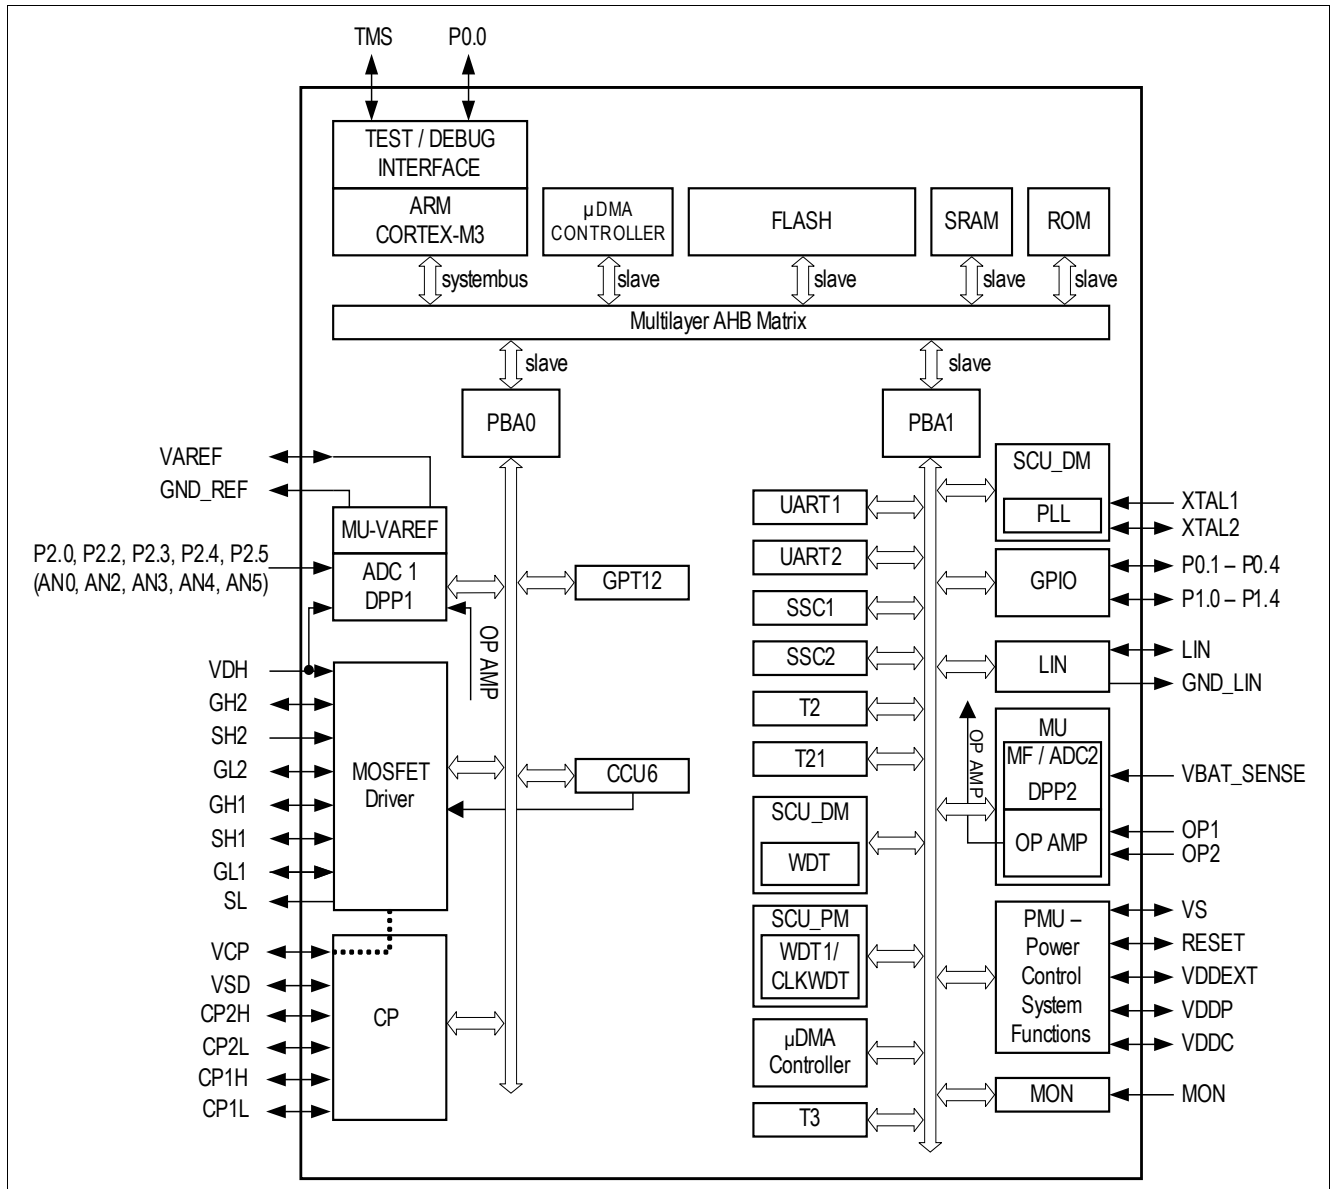 TMS
P0.0
TEST / DEBUG
INTERFACE
ARM
CORTEX-M3
µDMA
CONTROLLER
FLASH
SRAM
ROM
systembus
slave
slave
slave
slave
Multilayer AHB Matrix
slave
slave
PBA0
PBA1
VAREF
GND_REF
MU-VAREF
P2.0, P2.2, P2.3, P2.4, P2.5
(AN0, AN2, AN3, AN4, AN5)
ADC 1
DPP1
GPT12
OP AMP
VDH
GH2
SH2
GL2
GH1
SH1
GL1
SL
MOSFET
Driver
CCU6
VCP
VSD
CP2H
CP2L
CP1H
CP1L
CP
UART1
UART2
SSC1
SSC2
T2
T21
SCU_DM
WDT
SCU_PM
WDT1/
CLKWDT
µDMA
Controller
T3
SCU_DM
PLL
XTAL1
XTAL2
GPIO
P0.1 – P0.4
P1.0 – P1.4
LIN
LIN
GND_LIN
OP AMP
MU
MF / ADC2
DPP2
OP AMP
VBAT_SENSE
OP1
OP2
PMU –
Power
Control
System
Functions
VS
RESET
VDDEXT
VDDP
VDDC
MON
MON